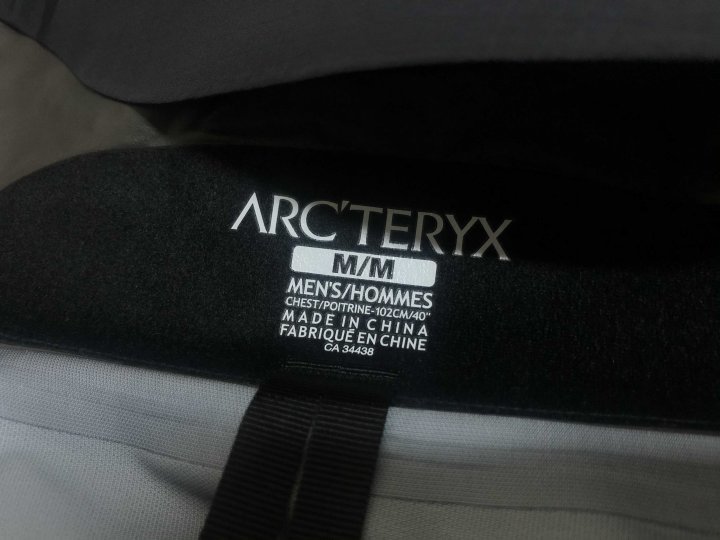 ARC'TERYX
M/M
MEN'S/HOMMES
CHEST/POITRINE-102CM/40"
MADE IN CHINA
FABRIQUÉ EN CHINE
CA 34438